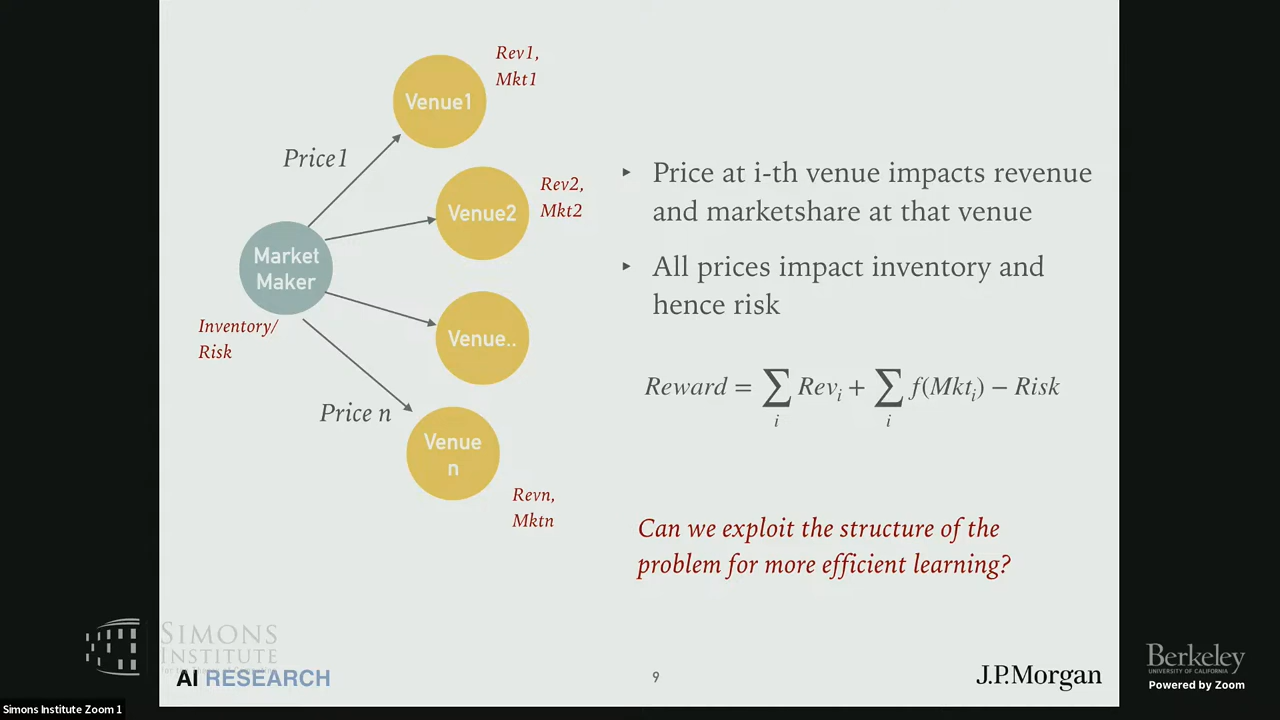 Rev1,
Mkt1
Venue1
Price1
Rev2,
Mkt2
Venue2
Market
Maker
Inventory/
Risk
Venue..
Price n
Venue
n
Revn,
Mktn
‣ Price at i-th venue impacts revenue
and marketshare at that venue
‣ All prices impact inventory and
hence risk
Reward = ∑ Rev_i + ∑ f(Mkt_i) − Risk
i i
Can we exploit the structure of the
problem for more efficient learning?
SIMONS
INSTITUTE
AI RESEARCH
9
J.P.Morgan
Berkeley
UNIVERSITY OF CALIFORNIA
Powered by Zoom
Simons Institute Zoom 1